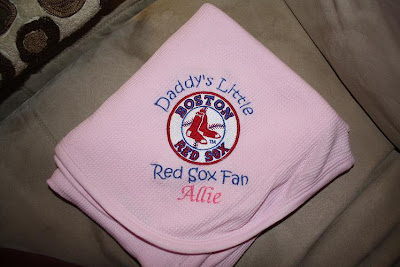 Daddy's Little
BOSTON
RED SOX
Red Sox Fan
Allie